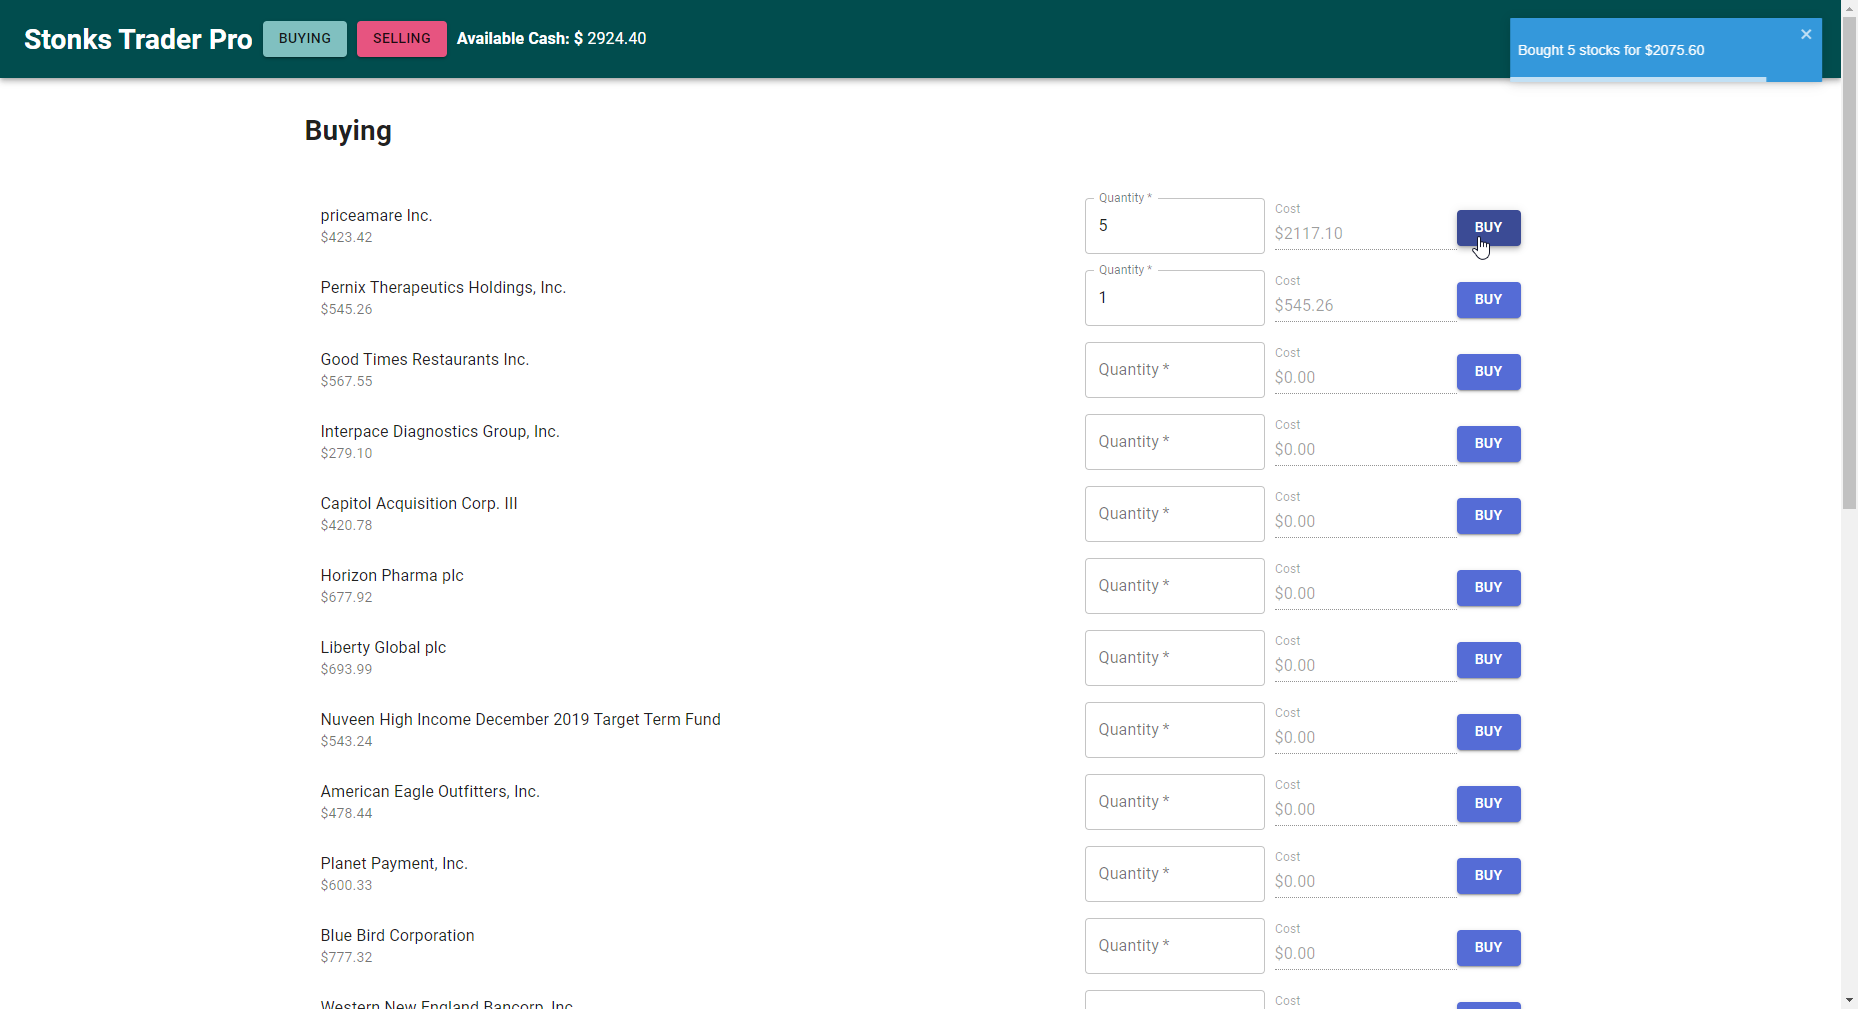 Stonks Trader Pro BUYING SELLING Available Cash: $ 2924.40
Bought 5 stocks for $2075.60
Buying
priceamare Inc.
$423.42
Quantity *
5
Cost
$2117.10
BUY
Pernix Therapeutics Holdings, Inc.
$545.26
Quantity *
1
Cost
$545.26
BUY
Good Times Restaurants Inc.
$567.55
Quantity *
Cost
$0.00
BUY
Interpace Diagnostics Group, Inc.
$279.10
Quantity *
Cost
$0.00
BUY
Capitol Acquisition Corp. III
$420.78
Quantity *
Cost
$0.00
BUY
Horizon Pharma plc
$677.92
Quantity *
Cost
$0.00
BUY
Liberty Global plc
$693.99
Quantity *
Cost
$0.00
BUY
Nuveen High Income December 2019 Target Term Fund
$543.24
Quantity *
Cost
$0.00
BUY
American Eagle Outfitters, Inc.
$478.44
Quantity *
Cost
$0.00
BUY
Planet Payment, Inc.
$600.33
Quantity *
Cost
$0.00
BUY
Blue Bird Corporation
$777.32
Quantity *
Cost
$0.00
BUY
Western New England Bancorp, Inc.
Cost